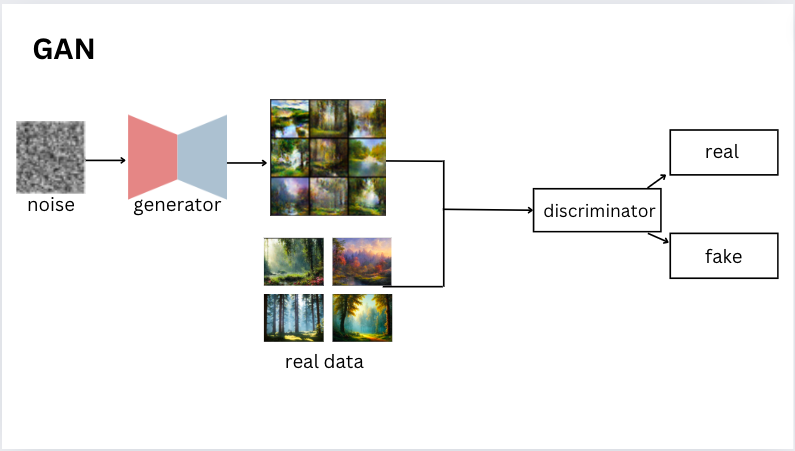 GAN
noise
generator
real data
discriminator
real
fake